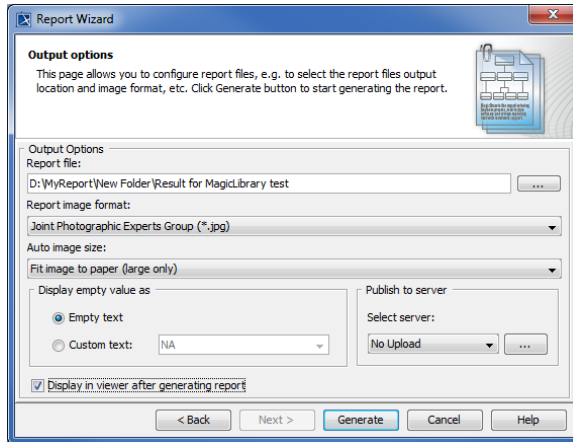 Report Wizard
Output options
This page allows you to configure report files, e.g. to select the report files output
location and image format, etc. Click Generate button to start generating the report.
Output Options
Report file:
D:\MyReport\New Folder\Result for MagicLibrary test
...
Report image format:
Joint Photographic Experts Group (*.jpg)
Auto image size:
Fit image to paper (large only)
Display empty value as
Empty text
Custom text:
NA
Publish to server
Select server:
No Upload
...
Display in viewer after generating report
< Back
Next >
Generate
Cancel
Help